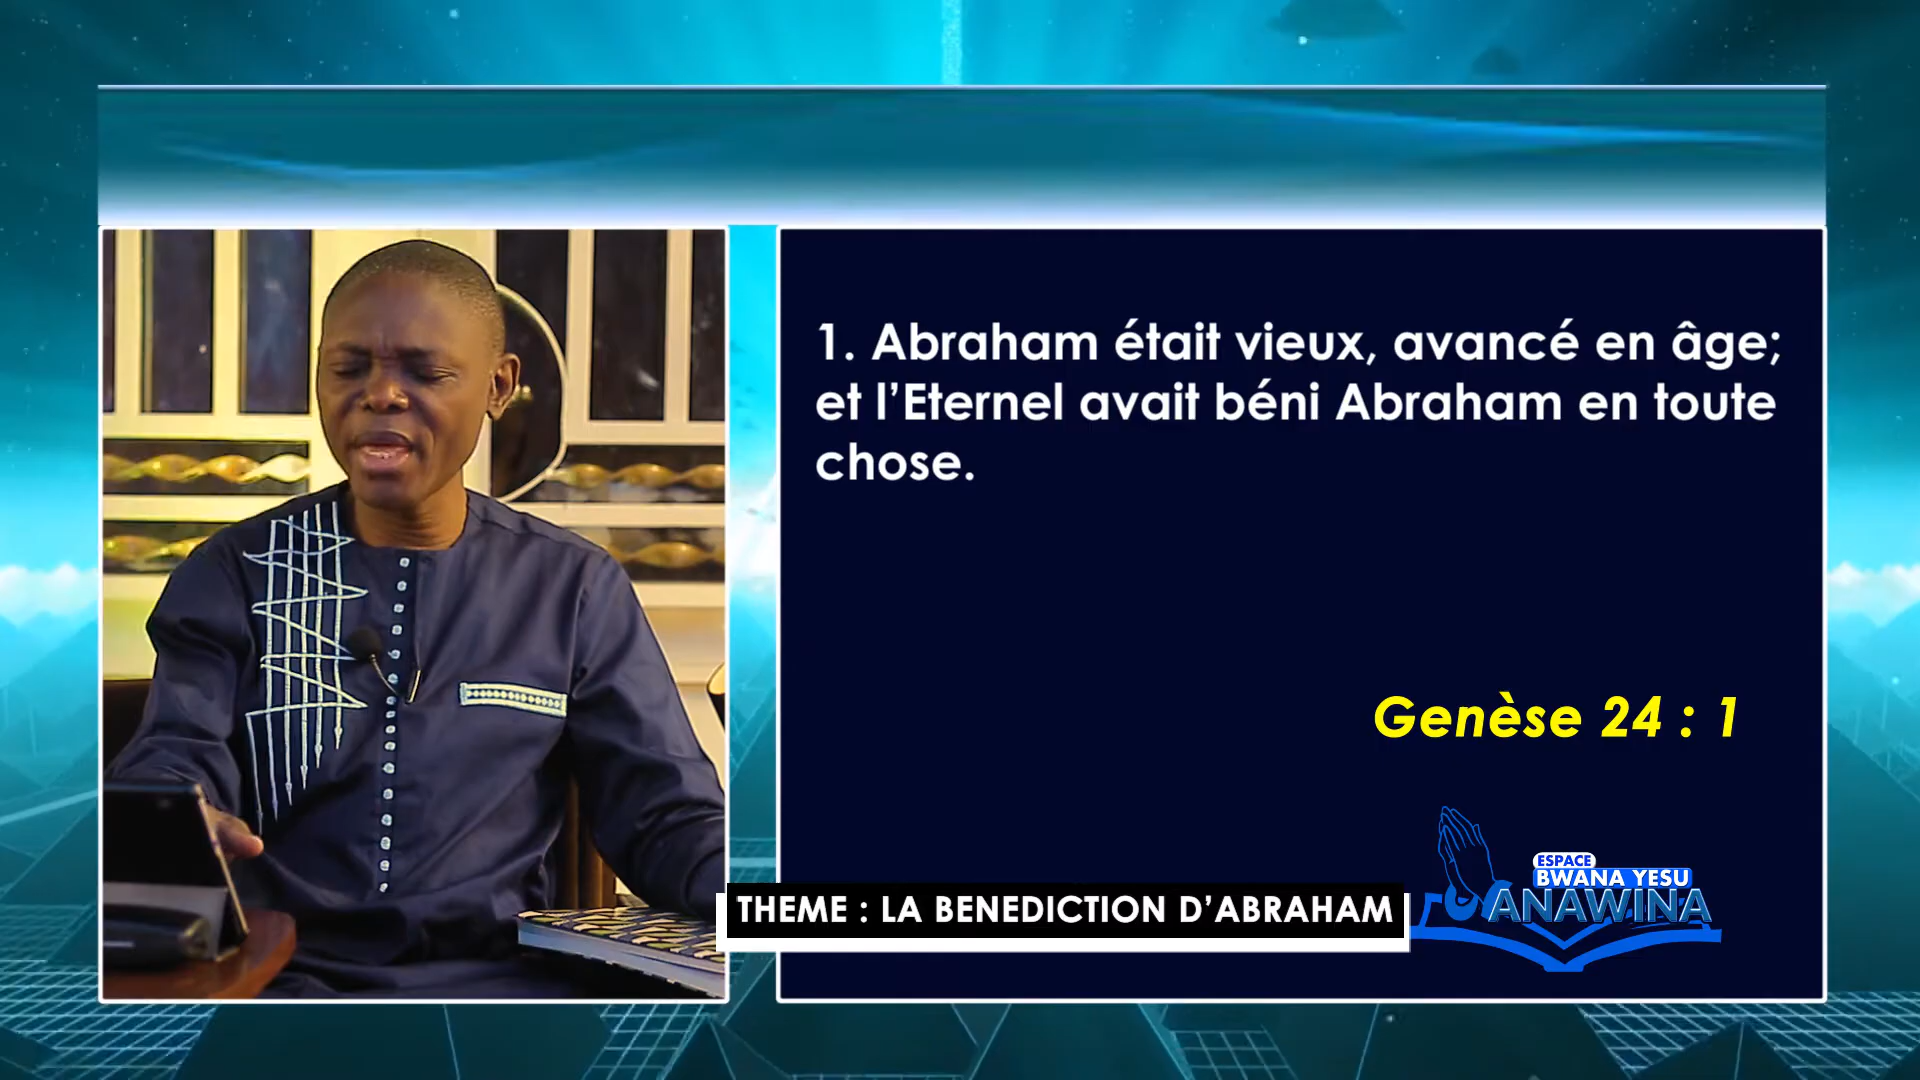 1. Abraham était vieux, avancé en âge;
et l’Eternel avait béni Abraham en toute
chose.
Genèse 24 : 1
ESPACE
BWANA YESU
ANAWINA
THEME : LA BENEDICTION D’ABRAHAM